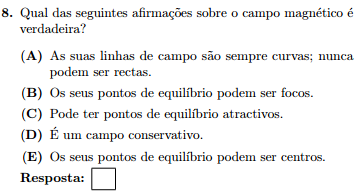 8. Qual das seguintes afirmações sobre o campo magnético é
verdadeira?
(A) As suas linhas de campo são sempre curvas; nunca
podem ser rectas.
(B) Os seus pontos de equilíbrio podem ser focos.
(C) Pode ter pontos de equilíbrio atractivos.
(D) É um campo conservativo.
(E) Os seus pontos de equilíbrio podem ser centros.
Resposta: